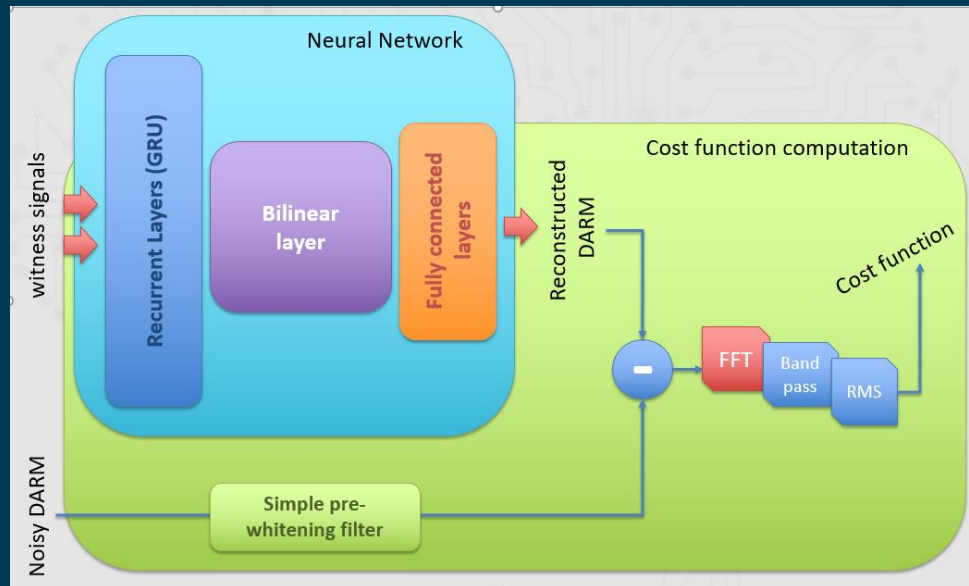 Neural Network
Cost function computation
witness signals
Recurrent Layers (GRU)
Bilinear
layer
Fully connected
layers
Reconstructed
DARM
Cost function
FFT
Band
pass
RMS
Noisy DARM
Simple pre-
whitening filter